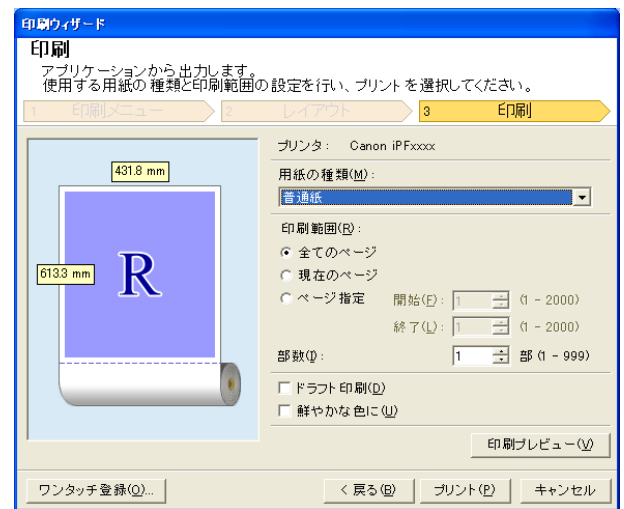 印刷ウィザード
印刷
アプリケーションから出力します。
使用する用紙の種類と印刷範囲の設定を行い、プリントを選択してください。
1 印刷メニュー 2 レイアウト 3 印刷
プリンタ： Canon iPFxxxx
431.8 mm
用紙の種類(M)：
普通紙
印刷範囲(R)：
全てのページ
613.3 mm
R
現在のページ
ページ指定 開始(F)： 1 (1 - 2000)
終了(L)： 1 (1 - 2000)
部数(I)： 1 部 (1 - 999)
ドラフト印刷(D)
鮮やかな色に(U)
印刷プレビュー(V)
ワンタッチ登録(O)... < 戻る(B) プリント(P) キャンセル